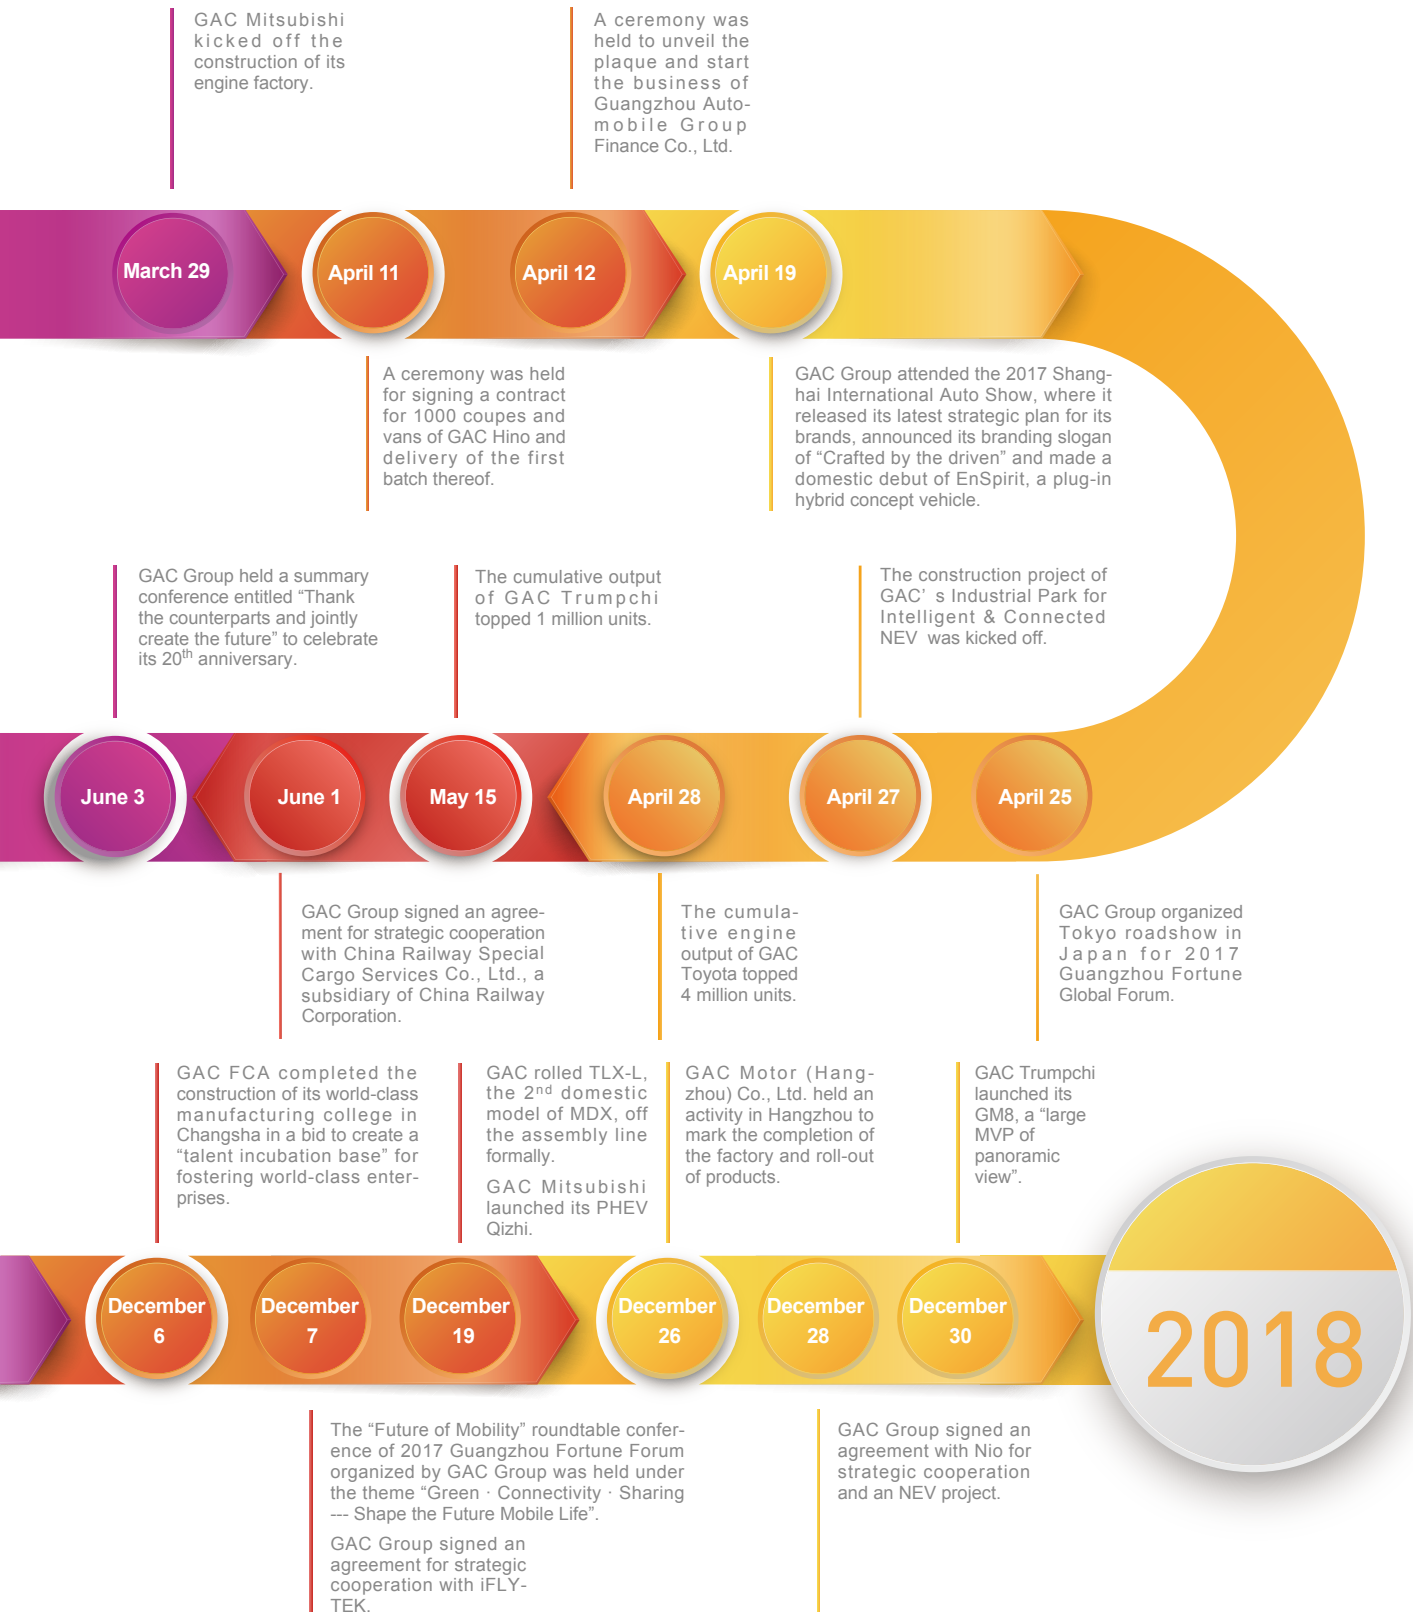 GAC Mitsubishi
kicked off the
construction of its
engine factory.
A ceremony was
held to unveil the
plaque and start
the business of
Guangzhou Auto-
mobile Group
Finance Co., Ltd.
March 29
April 11
April 12
April 19
A ceremony was held
for signing a contract
for 1000 coupes and
vans of GAC Hino and
delivery of the first
batch thereof.
GAC Group attended the 2017 Shang-
hai International Auto Show, where it
released its latest strategic plan for its
brands, announced its branding slogan
of “Crafted by the driven” and made a
domestic debut of EnSpirit, a plug-in
hybrid concept vehicle.
GAC Group held a summary
conference entitled “Thank
the counterparts and jointly
create the future” to celebrate
its 20th anniversary.
The cumulative output
of GAC Trumpchi
topped 1 million units.
The construction project of
GAC’ s Industrial Park for
Intelligent & Connected
NEV was kicked off.
June 3
June 1
May 15
April 28
April 27
April 25
GAC Group signed an agree-
ment for strategic cooperation
with China Railway Special
Cargo Services Co., Ltd., a
subsidiary of China Railway
Corporation.
The cumula-
tive engine
output of GAC
Toyota topped
4 million units.
GAC Group organized
Tokyo roadshow in
Japan for 2017
Guangzhou Fortune
Global Forum.
GAC FCA completed the
construction of its world-class
manufacturing college in
Changsha in a bid to create a
“talent incubation base” for
fostering world-class enter-
prises.
GAC rolled TLX-L,
the 2nd domestic
model of MDX, off
the assembly line
formally.
GAC Mitsubishi
launched its PHEV
Qizhi.
GAC Motor (Hang-
zhou) Co., Ltd. held an
activity in Hangzhou to
mark the completion of
the factory and roll-out
of products.
GAC Trumpchi
launched its
GM8, a “large
MVP of
panoramic
view”.
December
6
December
7
December
19
December
26
December
28
December
30
2018
The “Future of Mobility” roundtable confer-
ence of 2017 Guangzhou Fortune Forum
organized by GAC Group was held under
the theme “Green · Connectivity · Sharing
--- Shape the Future Mobile Life”.
GAC Group signed an
agreement for strategic
cooperation with iFLY-
TEK.
GAC Group signed an
agreement with Nio for
strategic cooperation
and an NEV project.